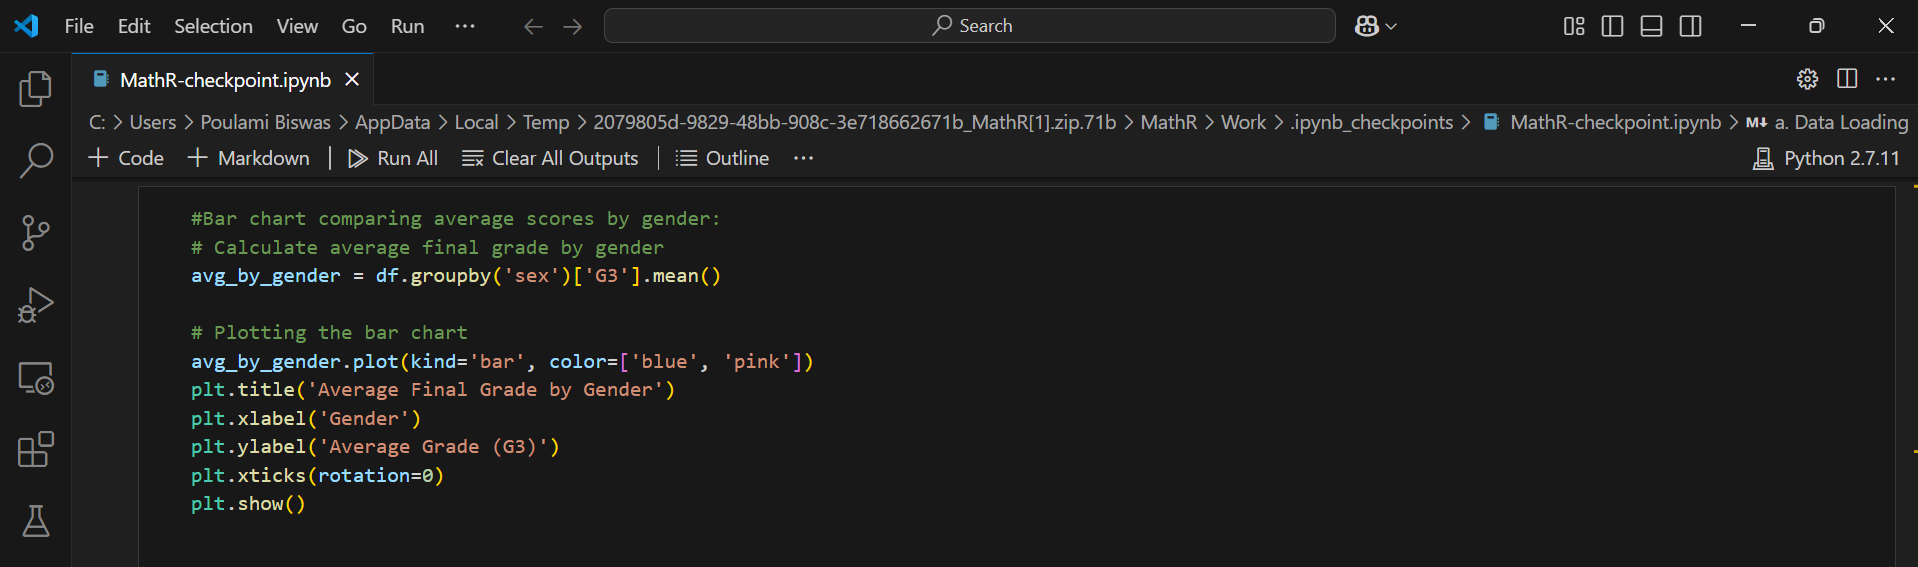 File Edit Selection View Go Run ··· Search
MathR-checkpoint.ipynb
C: > Users > Poulami Biswas > AppData > Local > Temp > 2079805d-9829-48bb-908c-3e718662671b_MathR[1].zip.71b > MathR > Work > .ipynb_checkpoints > MathR-checkpoint.ipynb > M↓ a. Data Loading
+ Code + Markdown | Run All Clear All Outputs | Outline ··· Python 2.7.11
#Bar chart comparing average scores by gender:
# Calculate average final grade by gender
avg_by_gender = df.groupby('sex')['G3'].mean()
# Plotting the bar chart
avg_by_gender.plot(kind='bar', color=['blue', 'pink'])
plt.title('Average Final Grade by Gender')
plt.xlabel('Gender')
plt.ylabel('Average Grade (G3)')
plt.xticks(rotation=0)
plt.show()